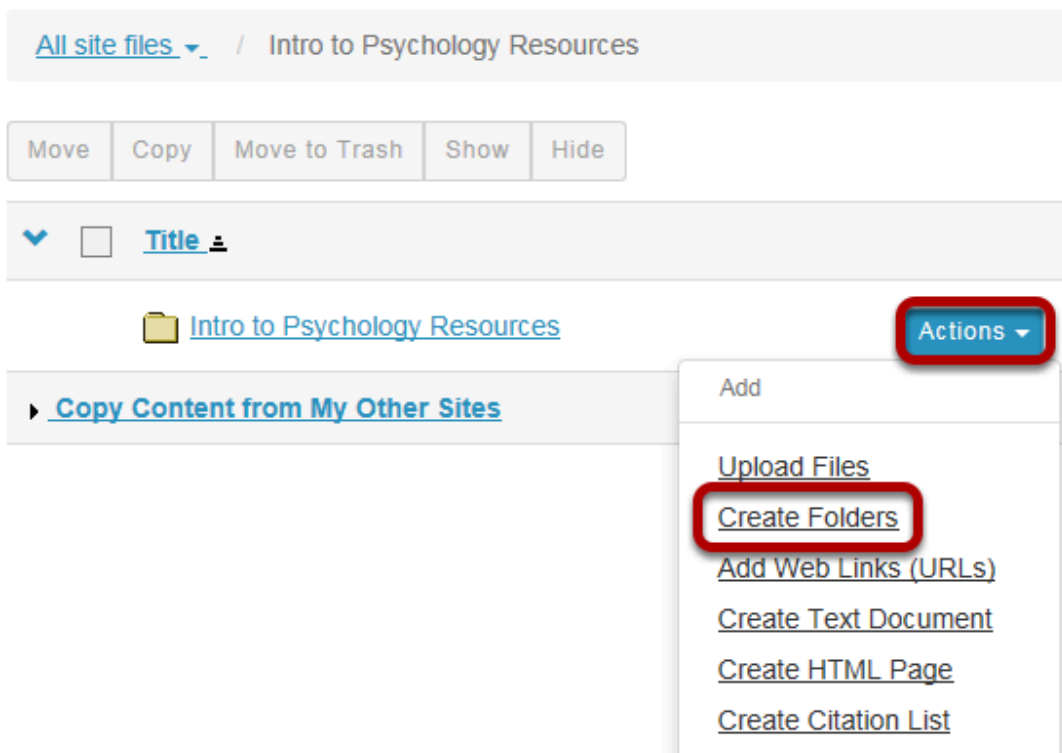 All site files / Intro to Psychology Resources
Move Copy Move to Trash Show Hide
Title
Intro to Psychology Resources
Actions
Copy Content from My Other Sites
Add
Upload Files
Create Folders
Add Web Links (URLs)
Create Text Document
Create HTML Page
Create Citation List